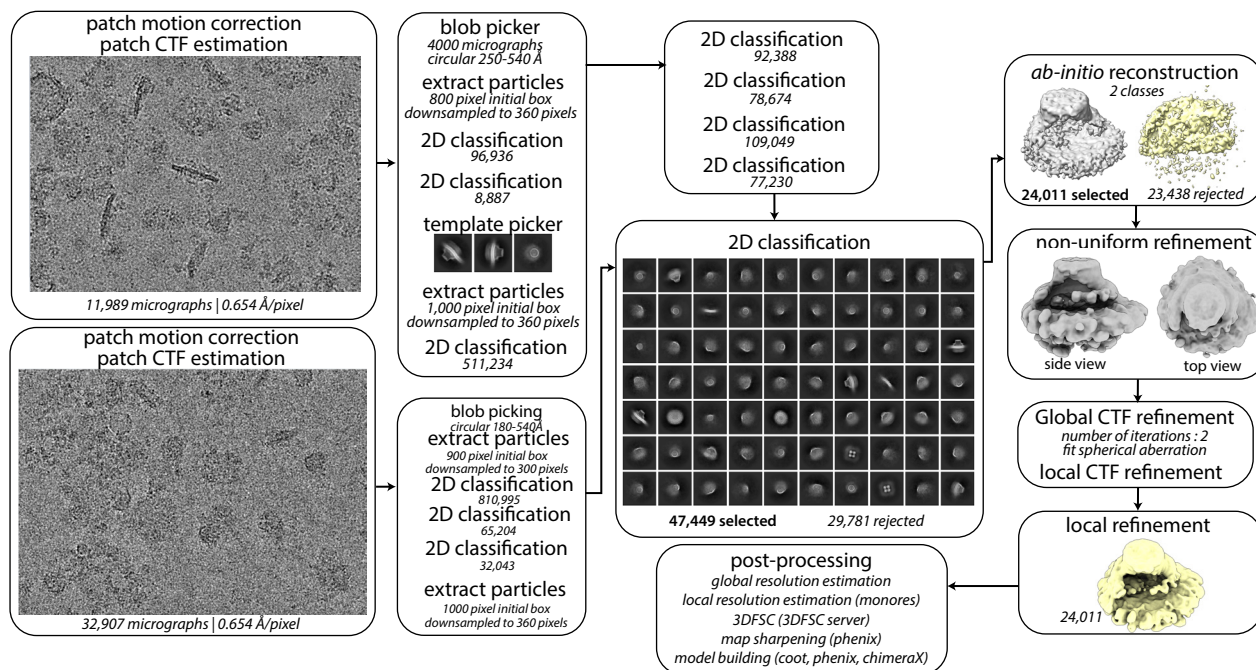 patch motion correction
patch CTF estimation
11,989 micrographs | 0.654 Å/pixel
patch motion correction
patch CTF estimation
32,907 micrographs | 0.654 Å/pixel
blob picker
4000 micrographs
circular 250-540 Å
extract particles
800 pixel initial box
downsampled to 360 pixels
2D classification
96,936
2D classification
8,887
template picker
extract particles
1,000 pixel initial box
downsampled to 360 pixels
2D classification
511,234
blob picking
circular 180-540Å
extract particles
900 pixel initial box
downsampled to 300 pixels
2D classification
810,995
2D classification
65,204
2D classification
32,043
extract particles
1000 pixel initial box
downsampled to 360 pixels
2D classification
92,388
2D classification
78,674
2D classification
109,049
2D classification
77,230
2D classification
47,449 selected
29,781 rejected
ab-initio reconstruction
2 classes
24,011 selected
23,438 rejected
non-uniform refinement
side view
top view
Global CTF refinement
number of iterations : 2
fit spherical aberration
local CTF refinement
local refinement
24,011
post-processing
global resolution estimation
local resolution estimation (monores)
3DFSC (3DFSC server)
map sharpening (phenix)
model building (coot, phenix, chimeraX)